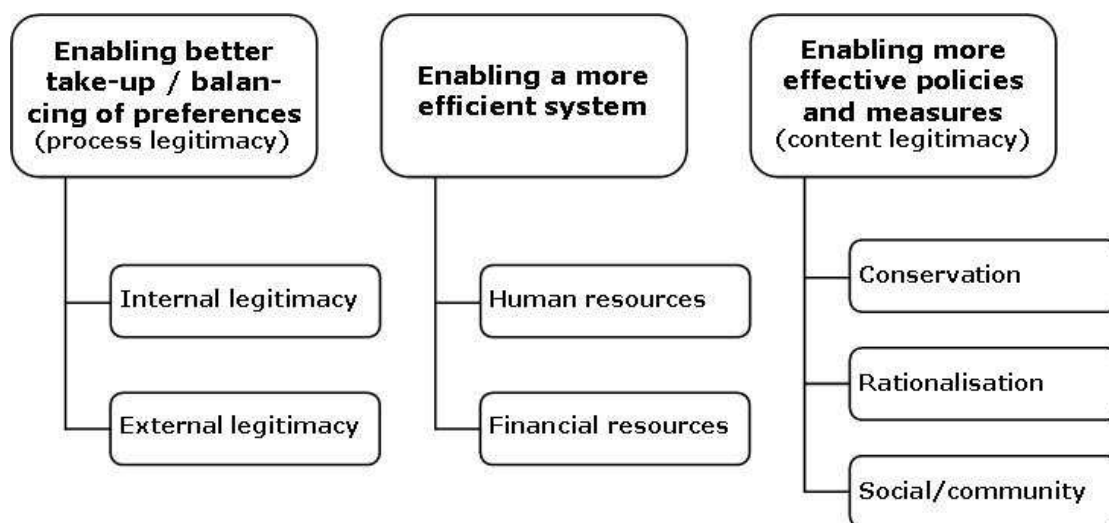 Enabling better
take-up / balan-
cing of preferences
(process legitimacy)
Internal legitimacy
External legitimacy
Enabling a more
efficient system
Human resources
Financial resources
Enabling more
effective policies
and measures
(content legitimacy)
Conservation
Rationalisation
Social/community